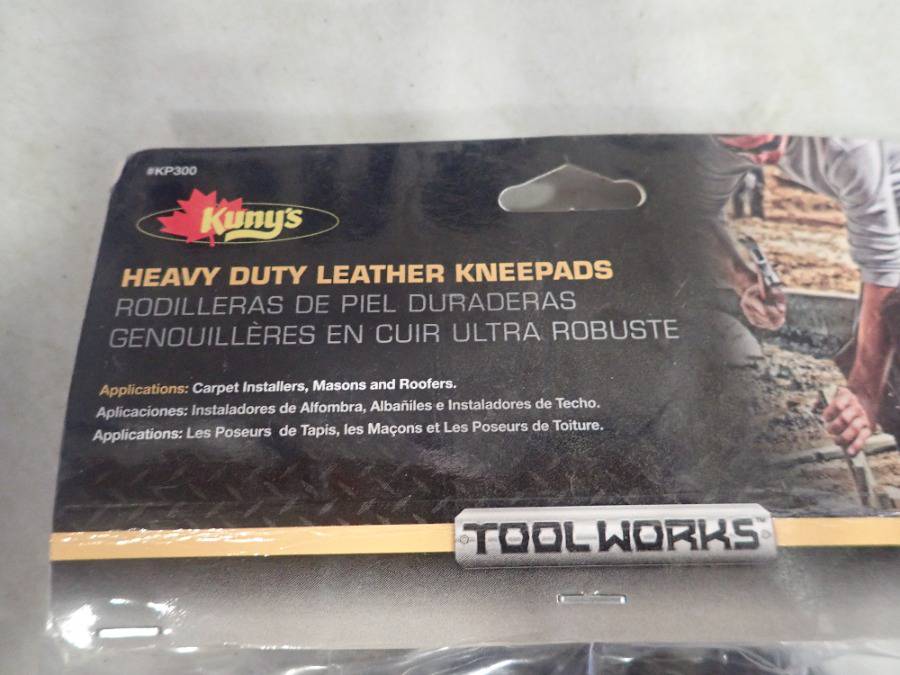 #KP300
Kuny's
HEAVY DUTY LEATHER KNEEPADS
RODILLERAS DE PIEL DURADERAS
GENOUILLÈRES EN CUIR ULTRA ROBUSTE
Applications: Carpet Installers, Masons and Roofers.
Aplicaciones: Instaladores de Alfombra, Albañiles e Instaladores de Techo.
Applications: Les Poseurs de Tapis, les Maçons et Les Poseurs de Toiture.
TOOLWORKS™